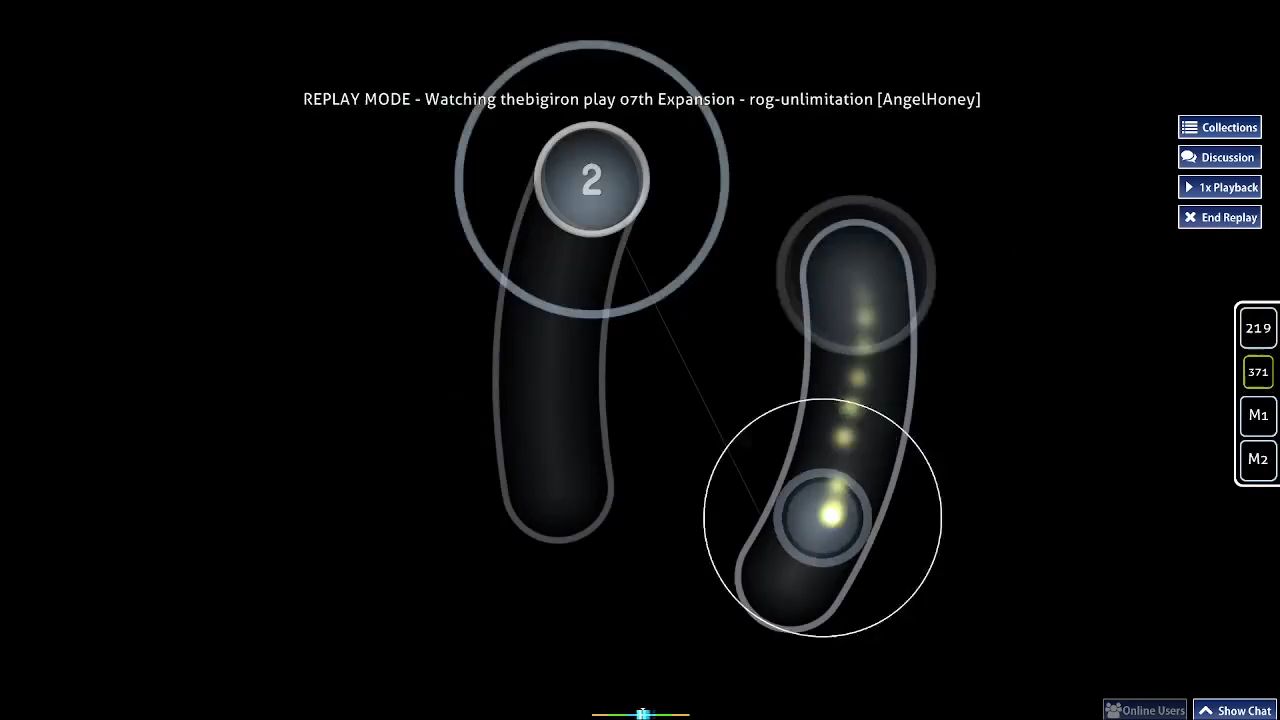 REPLAY MODE - Watching thebigiron play 07th Expansion - rog-unlimitation [AngelHoney]
Collections
2
Discussion
1x Playback
End Replay
219
371
M1
M2
Online Users
Show Chat